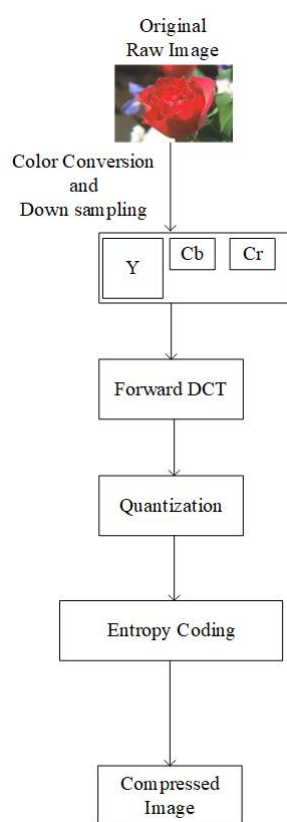 Original
Raw Image
Color Conversion
and
Down sampling
Y
Cb
Cr
Forward DCT
Quantization
Entropy Coding
Compressed
Image